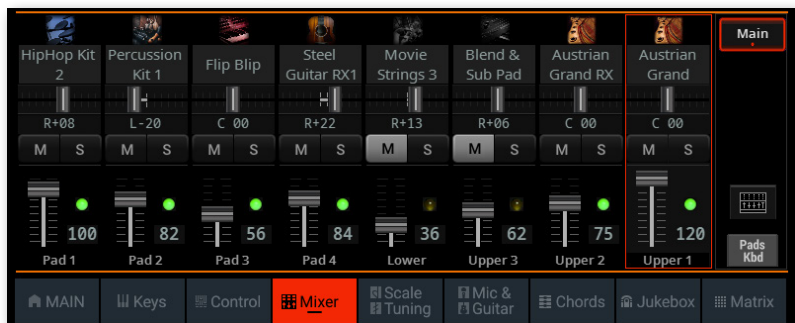 HipHop Kit 2
Percussion Kit 1
Flip Blip
Steel Guitar RX1
Movie Strings 3
Blend & Sub Pad
Austrian Grand RX
Austrian Grand
Main
R+08 L-20 C 00 R+22 R+13 R+06 C 00 C 00
M S M S M S M S M S M S M S M S
100 82 56 84 36 62 75 120
Pad 1 Pad 2 Pad 3 Pad 4 Lower Upper 3 Upper 2 Upper 1
Pads
Kbd
MAIN Keys Control Mixer Scale Tuning Mic & Guitar Chords Jukebox Matrix